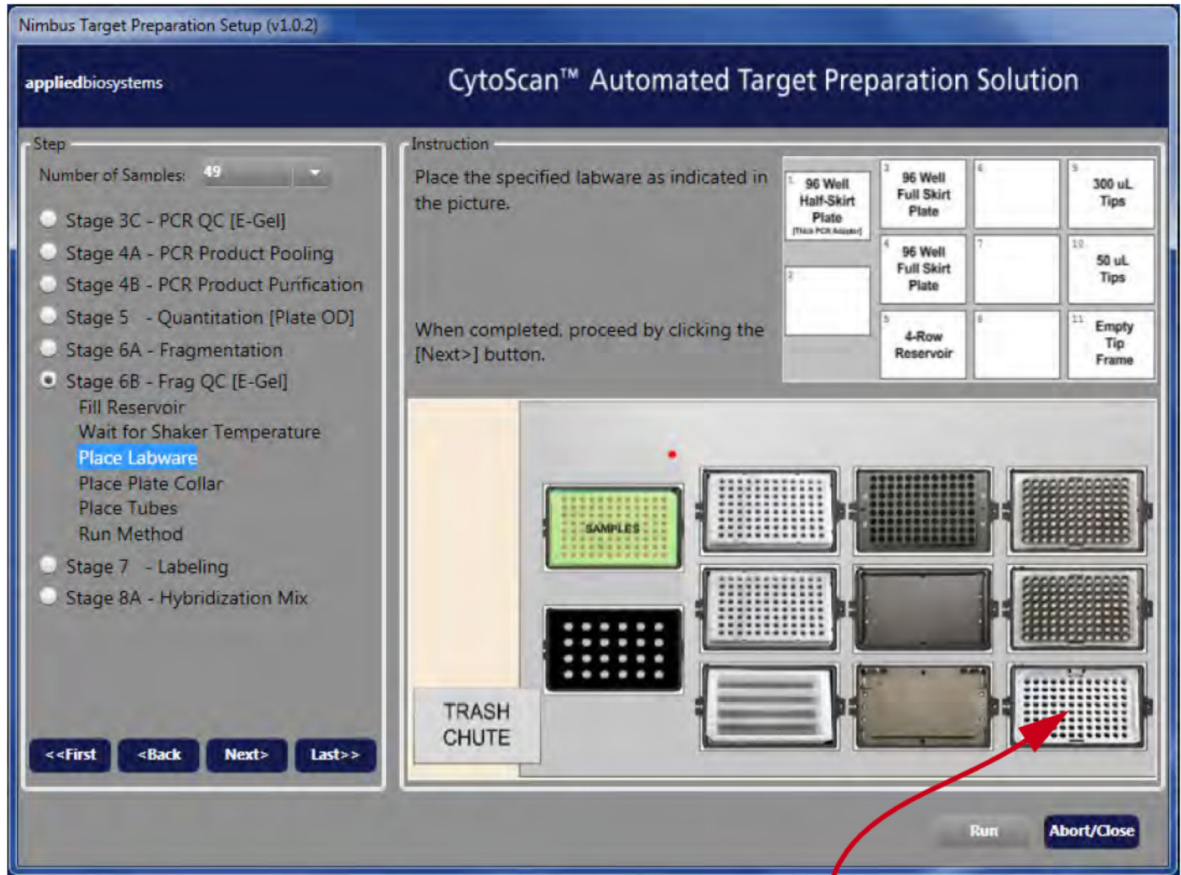 Nimbus Target Preparation Setup (v1.0.2)
appliedbiosystems
CytoScan™ Automated Target Preparation Solution
Step
Number of Samples: 49
Stage 3C - PCR QC [E-Gel]
Stage 4A - PCR Product Pooling
Stage 4B - PCR Product Purification
Stage 5 - Quantitation [Plate OD]
Stage 6A - Fragmentation
Stage 6B - Frag QC [E-Gel]
Fill Reservoir
Wait for Shaker Temperature
Place Labware
Place Plate Collar
Place Tubes
Run Method
Stage 7 - Labeling
Stage 8A - Hybridization Mix
<<First
<Back
Next>
Last>>
Instruction
Place the specified labware as indicated in
the picture.
When completed, proceed by clicking the
[Next>] button.
1
96 Well
Half-Skirt
Plate
[Thick PCR Adapter]
2
3
96 Well
Full Skirt
Plate
4
96 Well
Full Skirt
Plate
5
4-Row
Reservoir
6
7
8
9
300 uL
Tips
10
50 uL
Tips
11
Empty
Tip
Frame
SAMPLES
TRASH
CHUTE
Run
Abort/Close